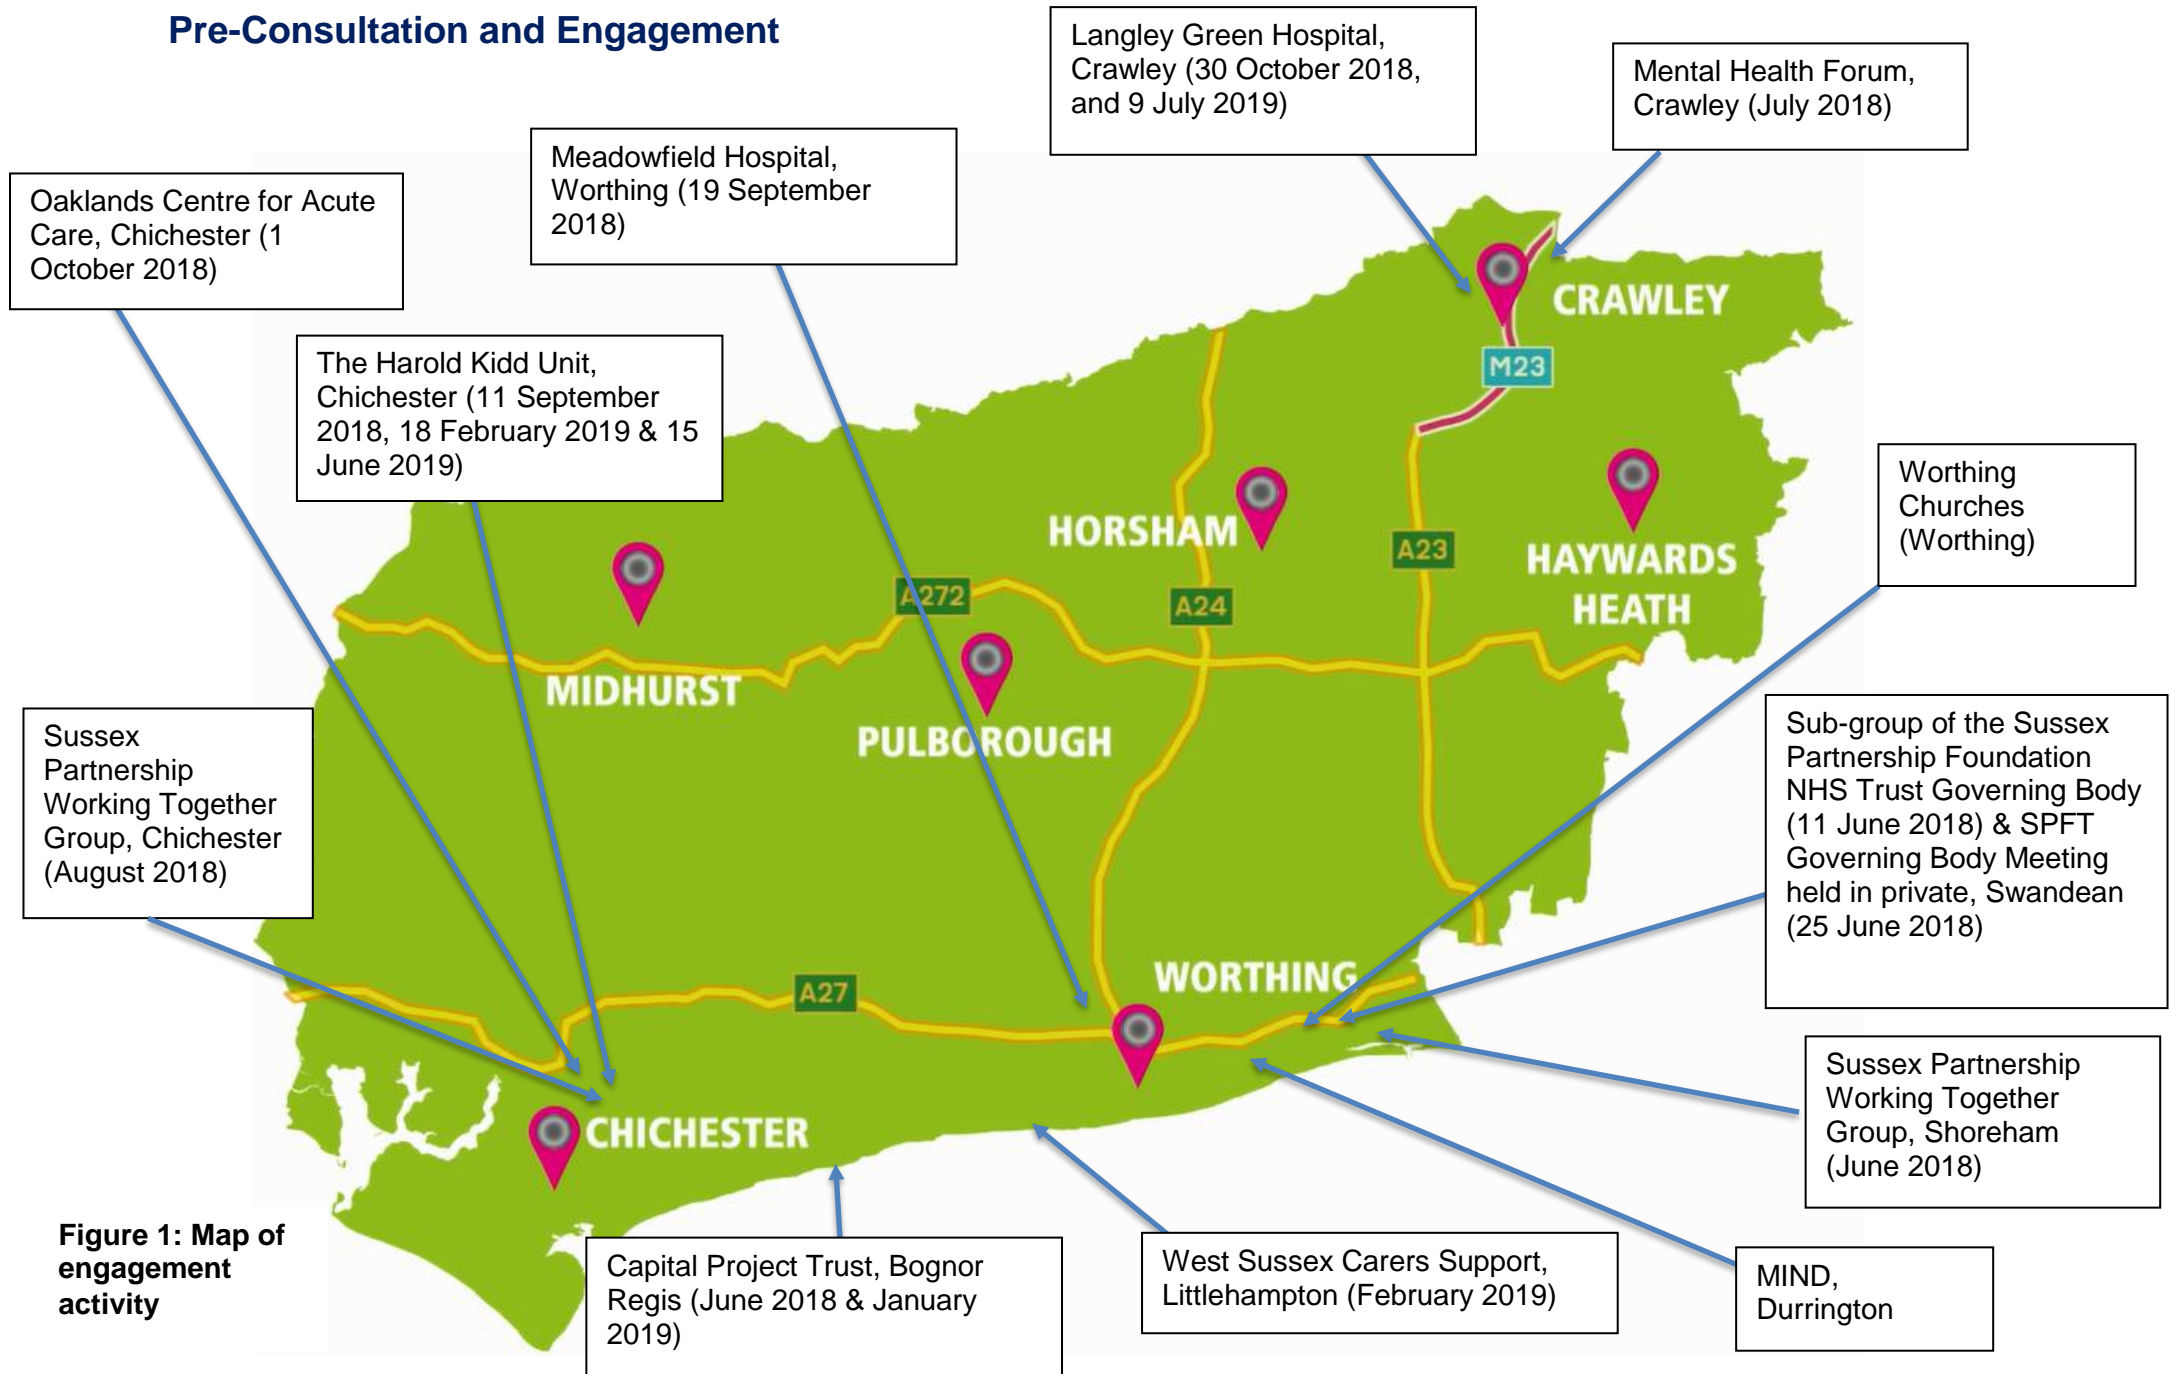 Pre-Consultation and Engagement
Langley Green Hospital,
Crawley (30 October 2018,
and 9 July 2019)
Mental Health Forum,
Crawley (July 2018)
Meadowfield Hospital,
Worthing (19 September
2018)
Oaklands Centre for Acute
Care, Chichester (1
October 2018)
The Harold Kidd Unit,
Chichester (11 September
2018, 18 February 2019 & 15
June 2019)
CRAWLEY
M23
Worthing
Churches
(Worthing)
HORSHAM
A23
HAYWARDS
HEATH
A272
A24
MIDHURST
PULBOROUGH
Sussex
Partnership
Working Together
Group, Chichester
(August 2018)
Sub-group of the Sussex
Partnership Foundation
NHS Trust Governing Body
(11 June 2018) & SPFT
Governing Body Meeting
held in private, Swandean
(25 June 2018)
WORTHING
A27
CHICHESTER
Sussex Partnership
Working Together
Group, Shoreham
(June 2018)
Figure 1: Map of
engagement
activity
Capital Project Trust, Bognor
Regis (June 2018 & January
2019)
West Sussex Carers Support,
Littlehampton (February 2019)
MIND,
Durrington